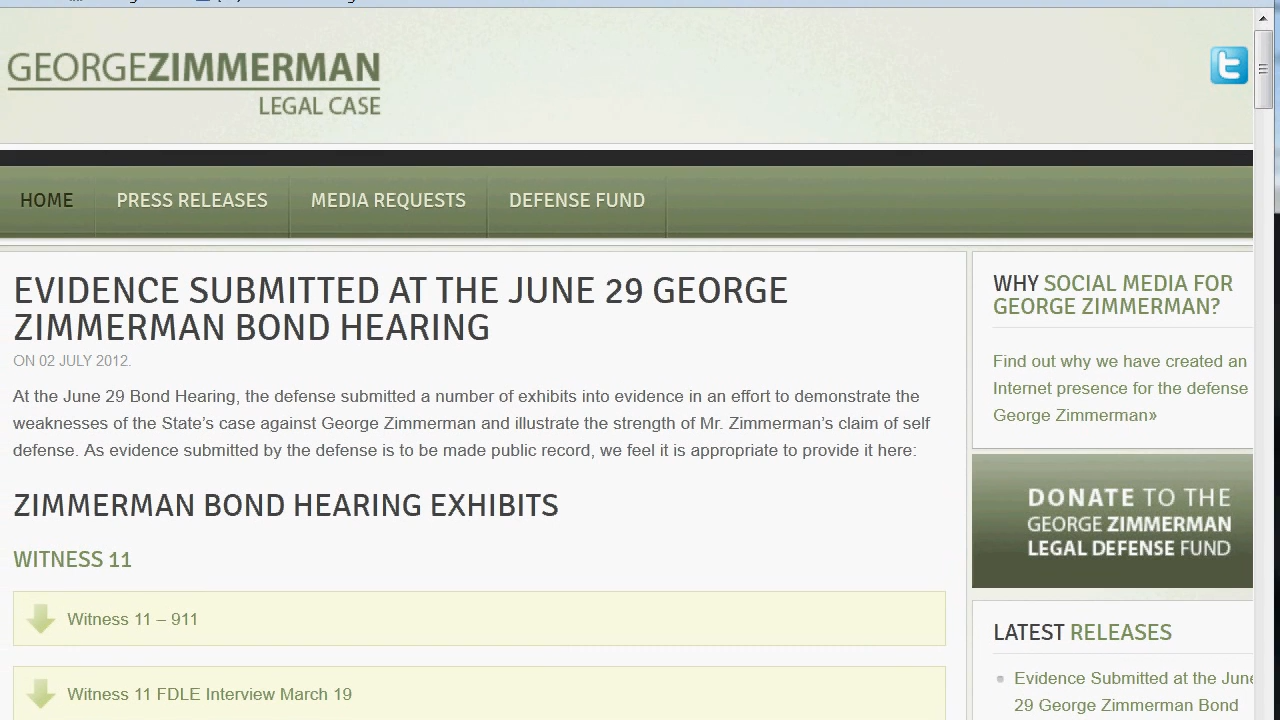 GEORGEZIMMERMAN
LEGAL CASE
HOME
PRESS RELEASES
MEDIA REQUESTS
DEFENSE FUND
EVIDENCE SUBMITTED AT THE JUNE 29 GEORGE
ZIMMERMAN BOND HEARING
ON 02 JULY 2012.
At the June 29 Bond Hearing, the defense submitted a number of exhibits into evidence in an effort to demonstrate the
weaknesses of the State’s case against George Zimmerman and illustrate the strength of Mr. Zimmerman’s claim of self
defense. As evidence submitted by the defense is to be made public record, we feel it is appropriate to provide it here:
ZIMMERMAN BOND HEARING EXHIBITS
WITNESS 11
Witness 11 – 911
Witness 11 FDLE Interview March 19
WHY SOCIAL MEDIA FOR
GEORGE ZIMMERMAN?
Find out why we have created an
Internet presence for the defense
George Zimmerman»
DONATE TO THE
GEORGE ZIMMERMAN
LEGAL DEFENSE FUND
LATEST RELEASES
Evidence Submitted at the June
29 George Zimmerman Bond